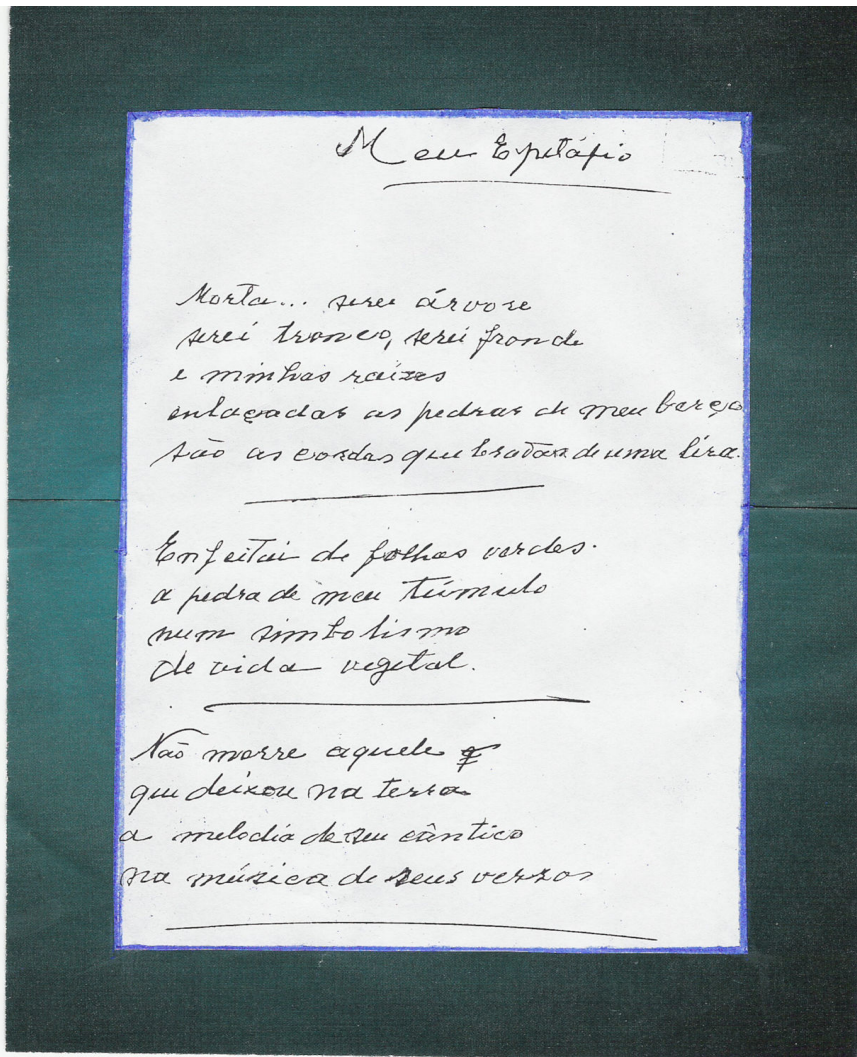 Meu Epitáfio
Morta... serei árvore
serei tronco, serei fronde
e minhas raízes
enlaçadas as pedras de meu berço
são as cordas que brotam de uma lira.
Enfeitai de folhas verdes.
a pedra de meu túmulo
num simbolismo
de vida vegetal.
Não morre aquele
que deixou na terra
a melodia de seu cântico
na música de seus versos